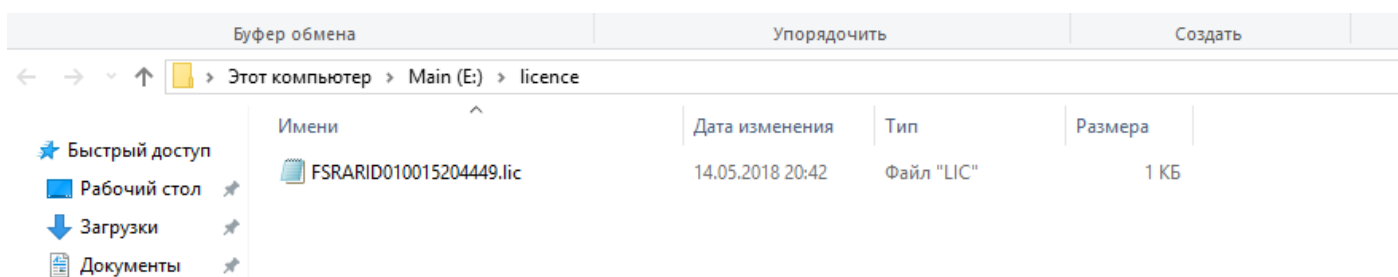 Буфер обмена Упорядочить Создать
Этот компьютер > Main (E:) > licence
Имени Дата изменения Тип Размера
Быстрый доступ
FSRARID010015204449.lic 14.05.2018 20:42 Файл "LIC" 1 КБ
Рабочий стол
Загрузки
Документы